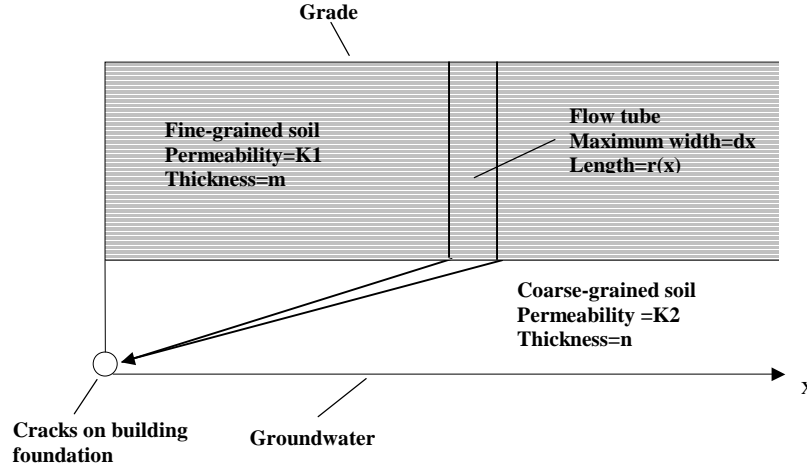 Grade
Fine-grained soil
Permeability=K1
Thickness=m
Flow tube
Maximum width=dx
Length=r(x)
Coarse-grained soil
Permeability =K2
Thickness=n
X
Cracks on building
foundation
Groundwater